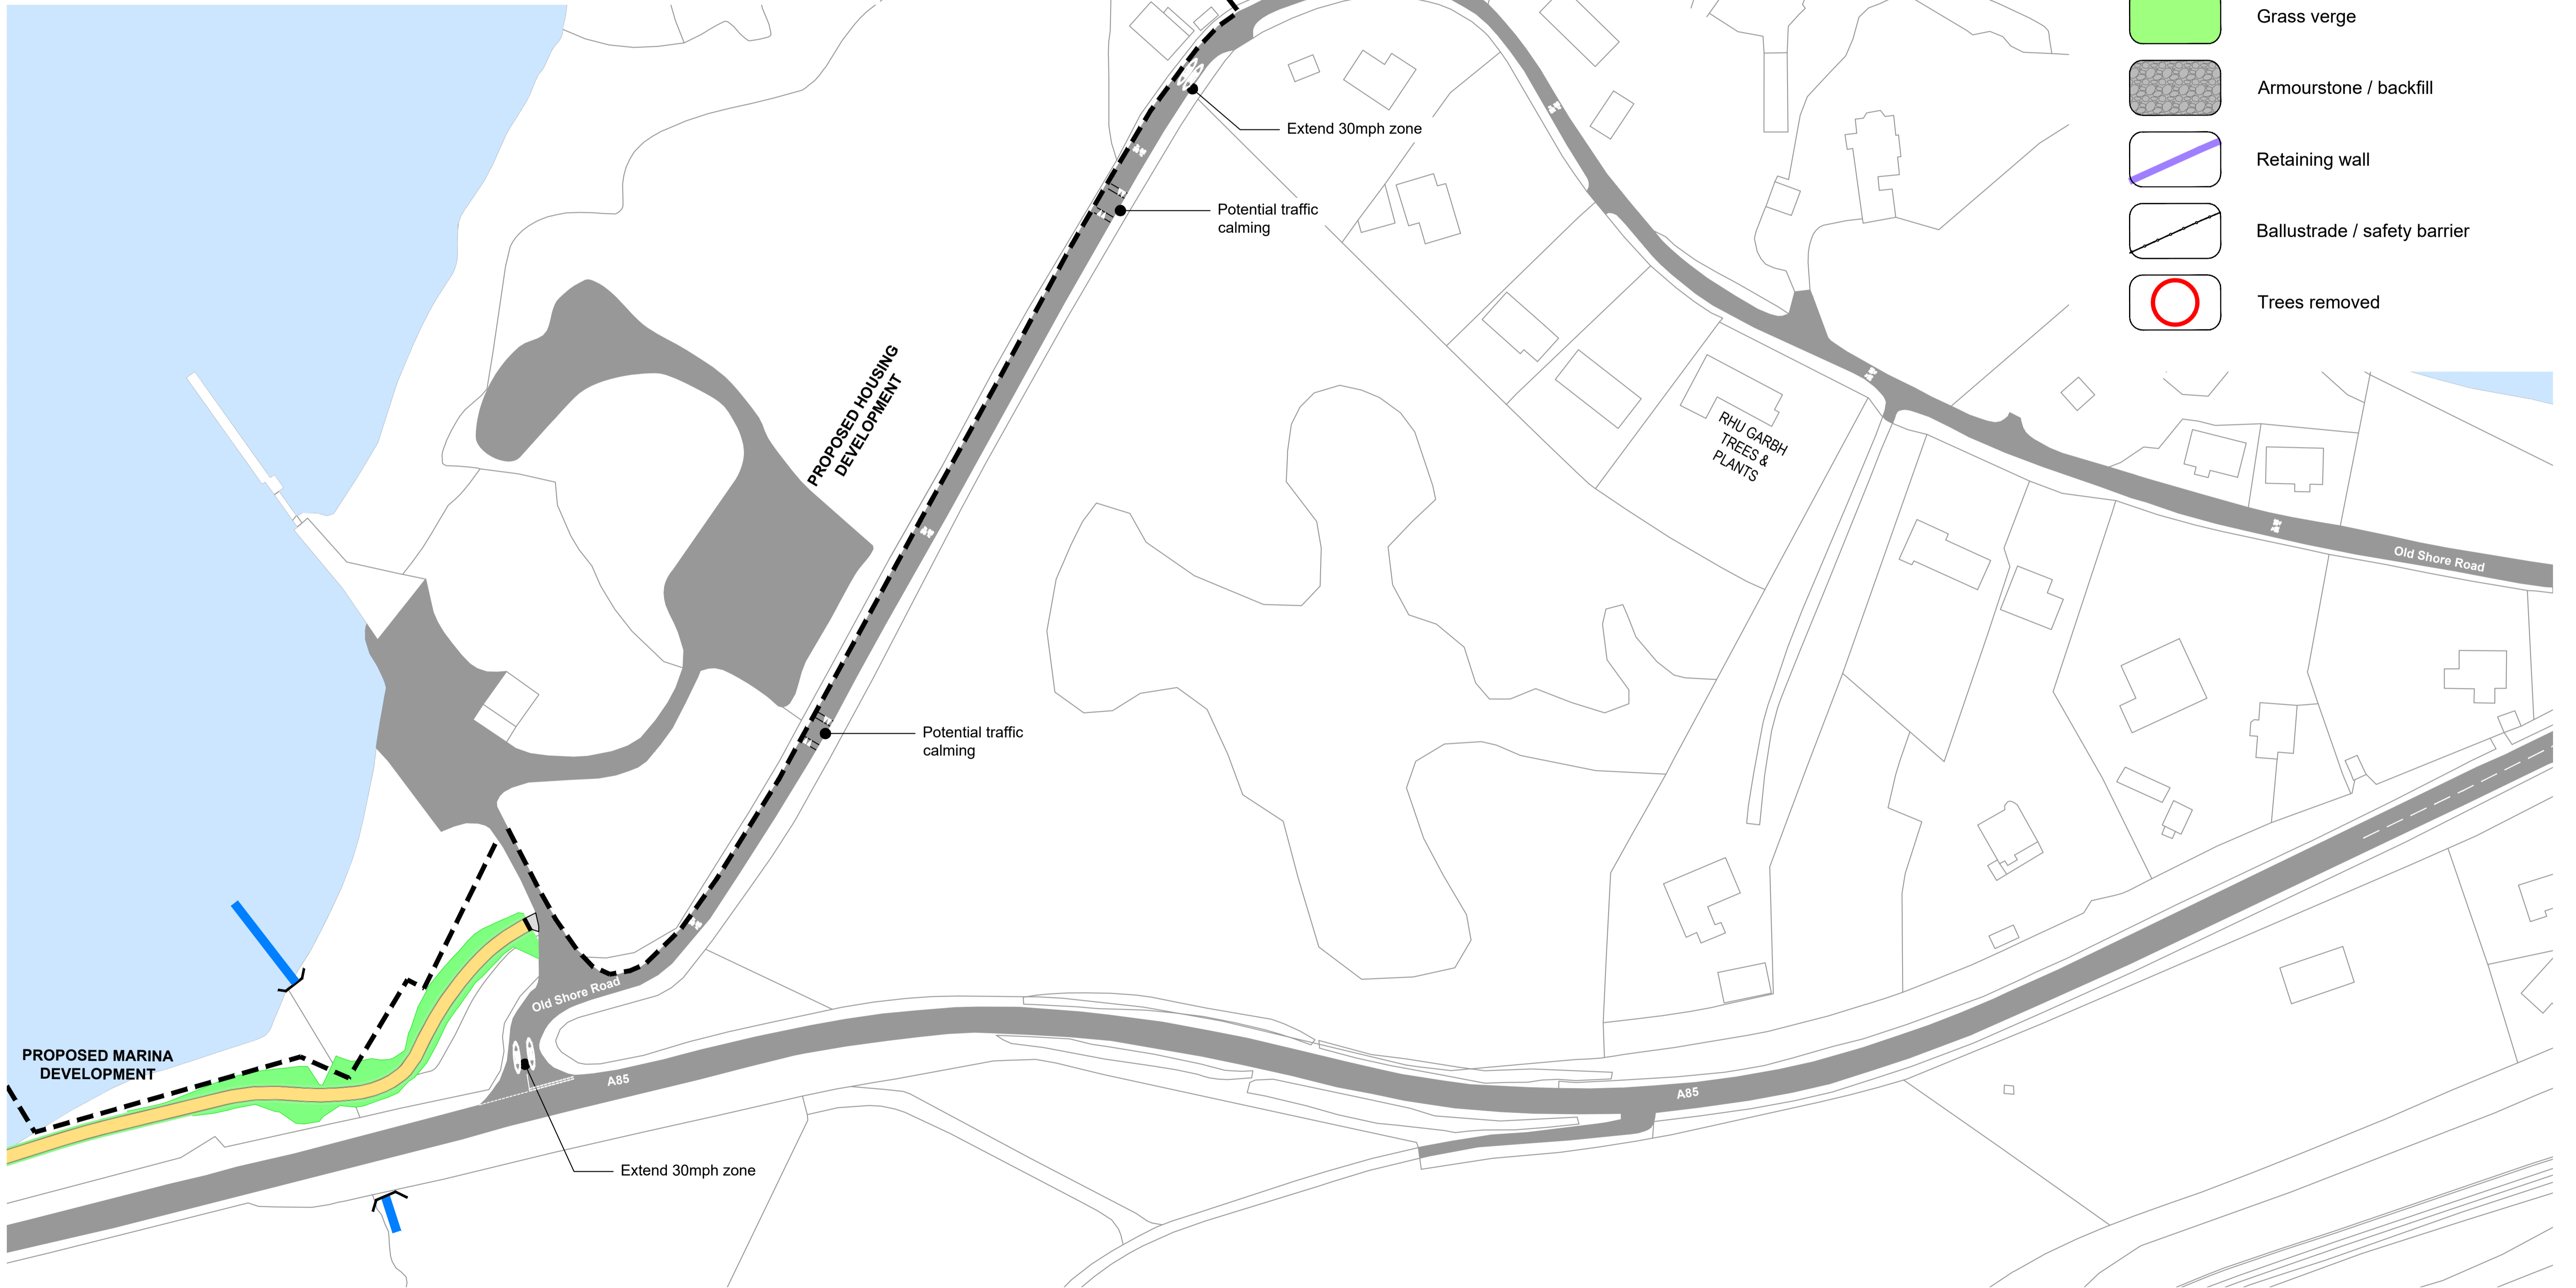 Grass verge
Armourstone / backfill
Retaining wall
Ballustrade / safety barrier
Trees removed
Extend 30mph zone
Potential traffic
calming
PROPOSED HOUSING
DEVELOPMENT
RHU GARBH
TREES &
PLANTS
Old Shore Road
Potential traffic
calming
Old Shore Road
PROPOSED MARINA
DEVELOPMENT
A85
A85
Extend 30mph zone